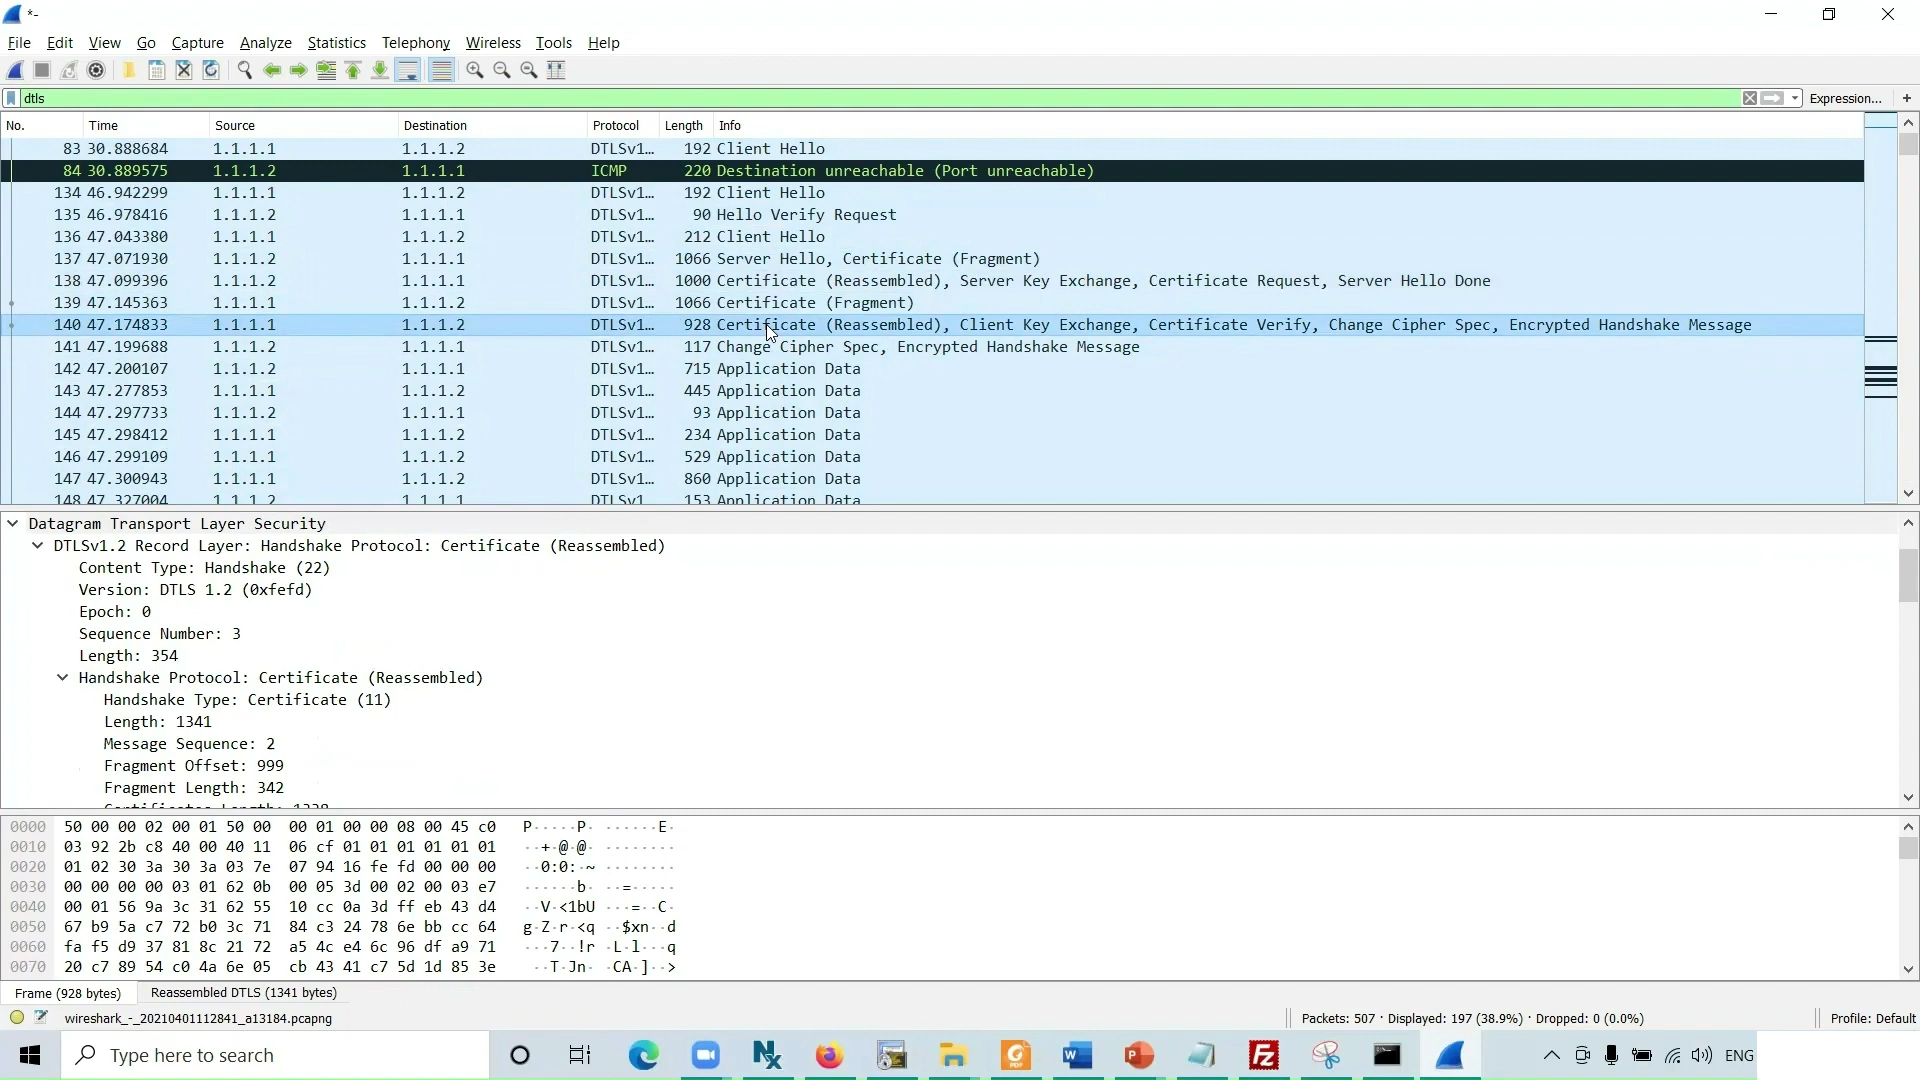 *-
File Edit View Go Capture Analyze Statistics Telephony Wireless Tools Help
dtls Expression... +
No. Time Source Destination Protocol Length Info
83 30.888684 1.1.1.1 1.1.1.2 DTLSv1… 192 Client Hello
84 30.889575 1.1.1.2 1.1.1.1 ICMP 220 Destination unreachable (Port unreachable)
134 46.942299 1.1.1.1 1.1.1.2 DTLSv1… 192 Client Hello
135 46.978416 1.1.1.2 1.1.1.1 DTLSv1… 90 Hello Verify Request
136 47.043380 1.1.1.1 1.1.1.2 DTLSv1… 212 Client Hello
137 47.071930 1.1.1.2 1.1.1.1 DTLSv1… 1066 Server Hello, Certificate (Fragment)
138 47.099396 1.1.1.2 1.1.1.1 DTLSv1… 1000 Certificate (Reassembled), Server Key Exchange, Certificate Request, Server Hello Done
139 47.145363 1.1.1.1 1.1.1.2 DTLSv1… 1066 Certificate (Fragment)
140 47.174833 1.1.1.1 1.1.1.2 DTLSv1… 928 Certificate (Reassembled), Client Key Exchange, Certificate Verify, Change Cipher Spec, Encrypted Handshake Message
141 47.199688 1.1.1.2 1.1.1.1 DTLSv1… 117 Change Cipher Spec, Encrypted Handshake Message
142 47.200107 1.1.1.2 1.1.1.1 DTLSv1… 715 Application Data
143 47.277853 1.1.1.1 1.1.1.2 DTLSv1… 445 Application Data
144 47.297733 1.1.1.2 1.1.1.1 DTLSv1… 93 Application Data
145 47.298412 1.1.1.1 1.1.1.2 DTLSv1… 234 Application Data
146 47.299109 1.1.1.1 1.1.1.2 DTLSv1… 529 Application Data
147 47.300943 1.1.1.1 1.1.1.2 DTLSv1… 860 Application Data
148 47.327004 1.1.1.2 1.1.1.1 DTLSv1 153 Application Data
Datagram Transport Layer Security
DTLSv1.2 Record Layer: Handshake Protocol: Certificate (Reassembled)
Content Type: Handshake (22)
Version: DTLS 1.2 (0xfefd)
Epoch: 0
Sequence Number: 3
Length: 354
Handshake Protocol: Certificate (Reassembled)
Handshake Type: Certificate (11)
Length: 1341
Message Sequence: 2
Fragment Offset: 999
Fragment Length: 342
0000 50 00 00 02 00 01 50 00 00 01 00 00 08 00 45 c0 P·····P· ······E·
0010 03 92 2b c8 40 00 40 11 06 cf 01 01 01 01 01 01 ··+·@·@· ········
0020 01 02 30 3a 30 3a 03 7e 07 94 16 fe fd 00 00 00 ··0:0:·~ ········
0030 00 00 00 00 03 01 62 0b 00 05 3d 00 02 00 03 e7 ······b· ··=·····
0040 00 01 56 9a 3c 31 62 55 10 cc 0a 3d ff eb 43 d4 ··V·<1bU ···=··C·
0050 67 b9 5a c7 72 b0 3c 71 84 c3 24 78 6e bb cc 64 g·Z·r·<q ··$xn··d
0060 fa f5 d9 37 81 8c 21 72 a5 4c e4 6c 96 df a9 71 ···7··!r ·L·l···q
0070 20 c7 89 54 c0 4a 6e 05 cb 43 41 c7 5d 1d 85 3e ··T·Jn· ·CA·]··>
Frame (928 bytes) Reassembled DTLS (1341 bytes)
wireshark_-_20210401112841_a13184.pcapng Packets: 507 · Displayed: 197 (38.9%) · Dropped: 0 (0.0%) Profile: Default
Type here to search ENG